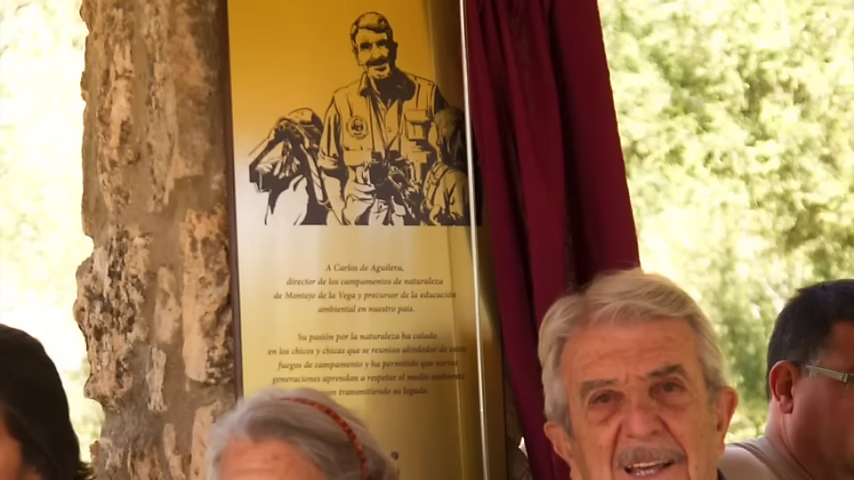 A Carlos de Aguilera,
director de los campamentos de naturaleza
de Montejo de la Vega y precursor de la educación
ambiental en nuestro país.
Su pasión por la naturaleza ha calado
en los chicos y chicas que se reunían alrededor de estos
fuegos de campamento y ha permitido que varias
generaciones aprendan a respetar el medio ambiente
transmitiendo su legado.